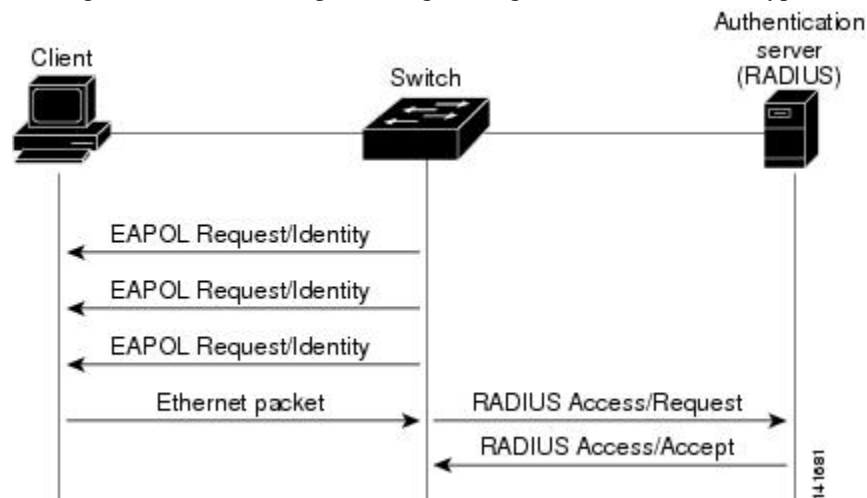 Client
Switch
Authentication
server
(RADIUS)
EAPOL Request/Identity
EAPOL Request/Identity
EAPOL Request/Identity
Ethernet packet
RADIUS Access/Request
RADIUS Access/Accept
141681